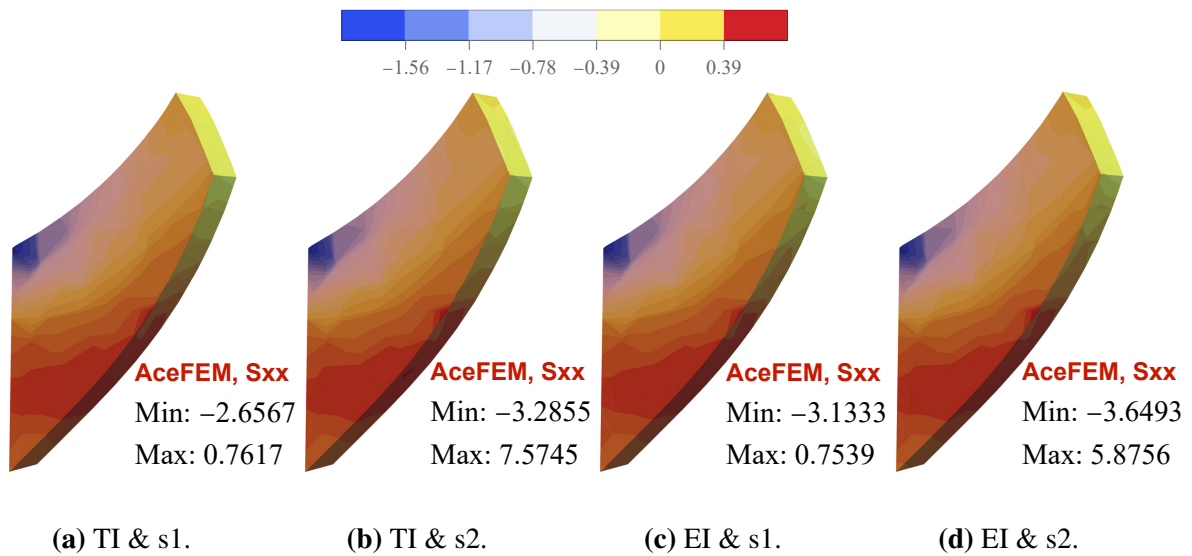 −1.56 −1.17 −0.78 −0.39 0 0.39
AceFEM, Sxx
Min: −2.6567
Max: 0.7617
AceFEM, Sxx
Min: −3.2855
Max: 7.5745
AceFEM, Sxx
Min: −3.1333
Max: 0.7539
AceFEM, Sxx
Min: −3.6493
Max: 5.8756
(a) TI & s1.
(b) TI & s2.
(c) EI & s1.
(d) EI & s2.